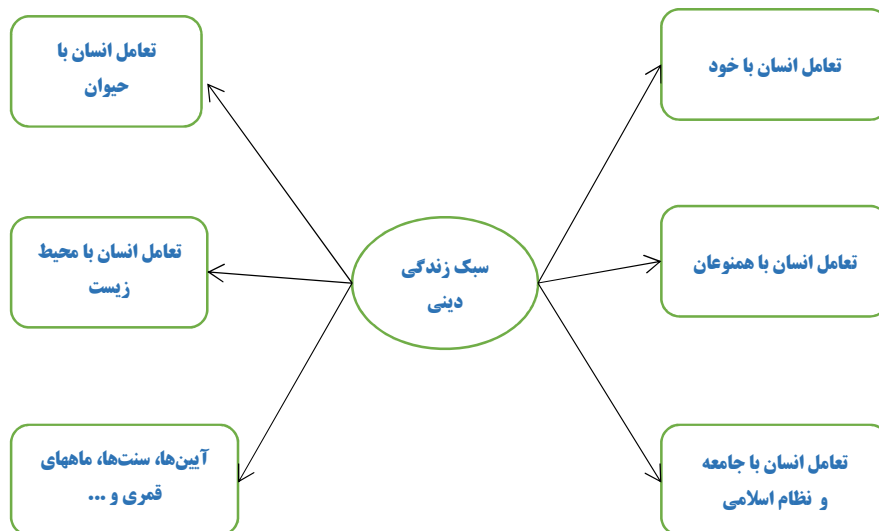 تعامل انسان با خود
تعامل انسان با همنوعان
تعامل انسان با جامعه
و نظام اسلامی
سبک زندگی
دینی
تعامل انسان با
حیوان
تعامل انسان با محیط
زیست
آیین‌ها، سنت‌ها، ماههای
قمری و ...